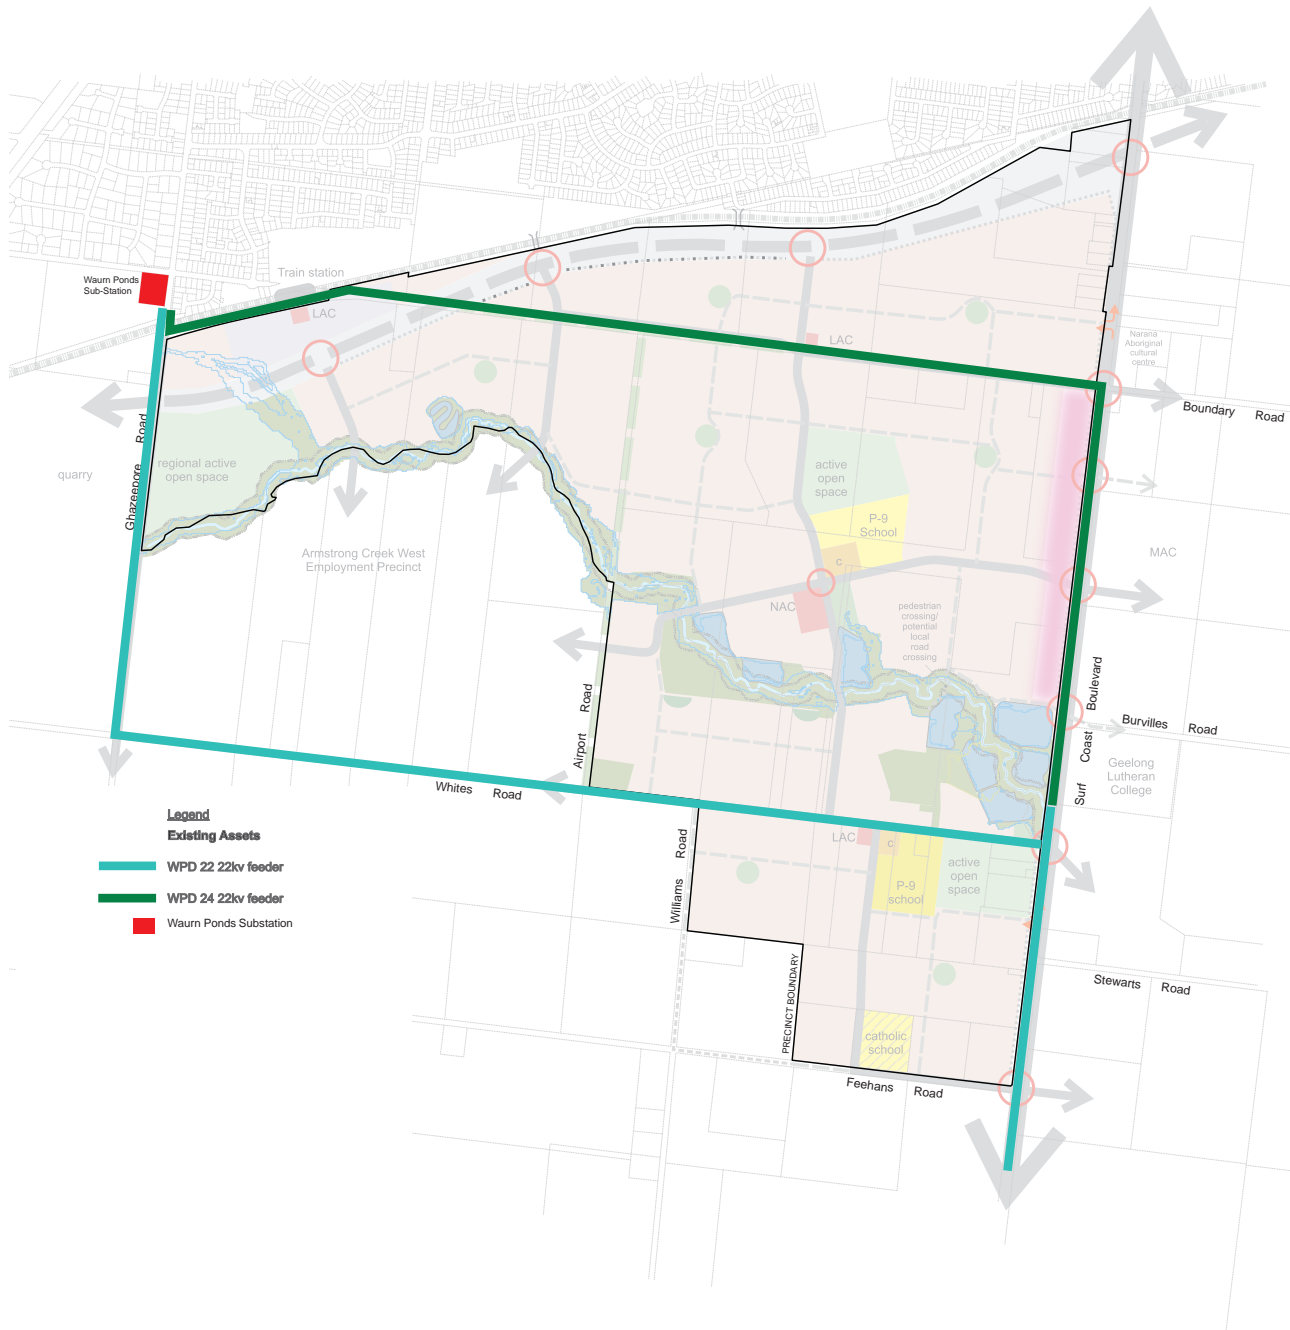 Waurn Ponds
Sub-Station
Train station
LAC
LAC
Narana
Aboriginal
cultural
centre
Boundary Road
Ghazeepore Road
quarry
regional active
open space
active
open
space
P-9
School
c
MAC
Armstrong Creek West
Employment Precinct
NAC
pedestrian
crossing/
potential
local
road
crossing
Surf Coast Boulevard
Burvilles Road
Geelong
Lutheran
College
Airport Road
Whites Road
Legend
Existing Assets
WPD 22 22kv feeder
WPD 24 22kv feeder
Waurn Ponds Substation
Williams Road
LAC
c
P-9
school
active
open
space
Stewarts Road
PRECINCT BOUNDARY
catholic
school
Feehans Road